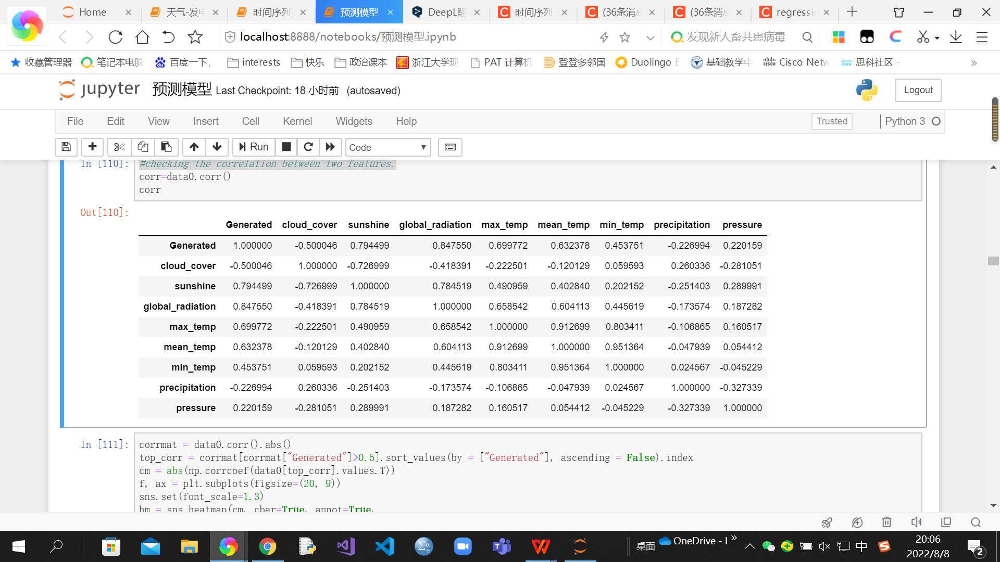 Home
天气-发电
时间序列
预测模型
DeepL翻
时间序列
(36条消息
(36条消息
regressi
localhost:8888/notebooks/预测模型.ipynb
发现新人畜共患病毒
收藏管理器 笔记本电脑 百度一下， interests 快乐 政治课本 浙江大学现 PAT 计算机 登登多邻国 Duolingo E 基础教学中 Cisco Netw 思科社区 - »
jupyter 预测模型 Last Checkpoint: 18 小时前 (autosaved)
Logout
File Edit View Insert Cell Kernel Widgets Help Trusted Python 3
Run Code
In [110]: #checking the correlation between two features.
corr=data0.corr()
corr
Out[110]:
Generated cloud_cover sunshine global_radiation max_temp mean_temp min_temp precipitation pressure
Generated 1.000000 -0.500046 0.794499 0.847550 0.699772 0.632378 0.453751 -0.226994 0.220159
cloud_cover -0.500046 1.000000 -0.726999 -0.418391 -0.222501 -0.120129 0.059593 0.260336 -0.281051
sunshine 0.794499 -0.726999 1.000000 0.784519 0.490959 0.402840 0.202152 -0.251403 0.289991
global_radiation 0.847550 -0.418391 0.784519 1.000000 0.658542 0.604113 0.445619 -0.173574 0.187282
max_temp 0.699772 -0.222501 0.490959 0.658542 1.000000 0.912699 0.803411 -0.106865 0.160517
mean_temp 0.632378 -0.120129 0.402840 0.604113 0.912699 1.000000 0.951364 -0.047939 0.054412
min_temp 0.453751 0.059593 0.202152 0.445619 0.803411 0.951364 1.000000 0.024567 -0.045229
precipitation -0.226994 0.260336 -0.251403 -0.173574 -0.106865 -0.047939 0.024567 1.000000 -0.327339
pressure 0.220159 -0.281051 0.289991 0.187282 0.160517 0.054412 -0.045229 -0.327339 1.000000
In [111]: corrmat = data0.corr().abs()
top_corr = corrmat[corrmat["Generated"]>0.5].sort_values(by = ["Generated"], ascending = False).index
cm = abs(np.corrcoef(data0[top_corr].values.T))
f, ax = plt.subplots(figsize=(20, 9))
sns.set(font_scale=1.3)
hm = sns.heatmap(cm, cbar=True, annot=True,
桌面 OneDrive - » 中
20:06
2022/8/8
2